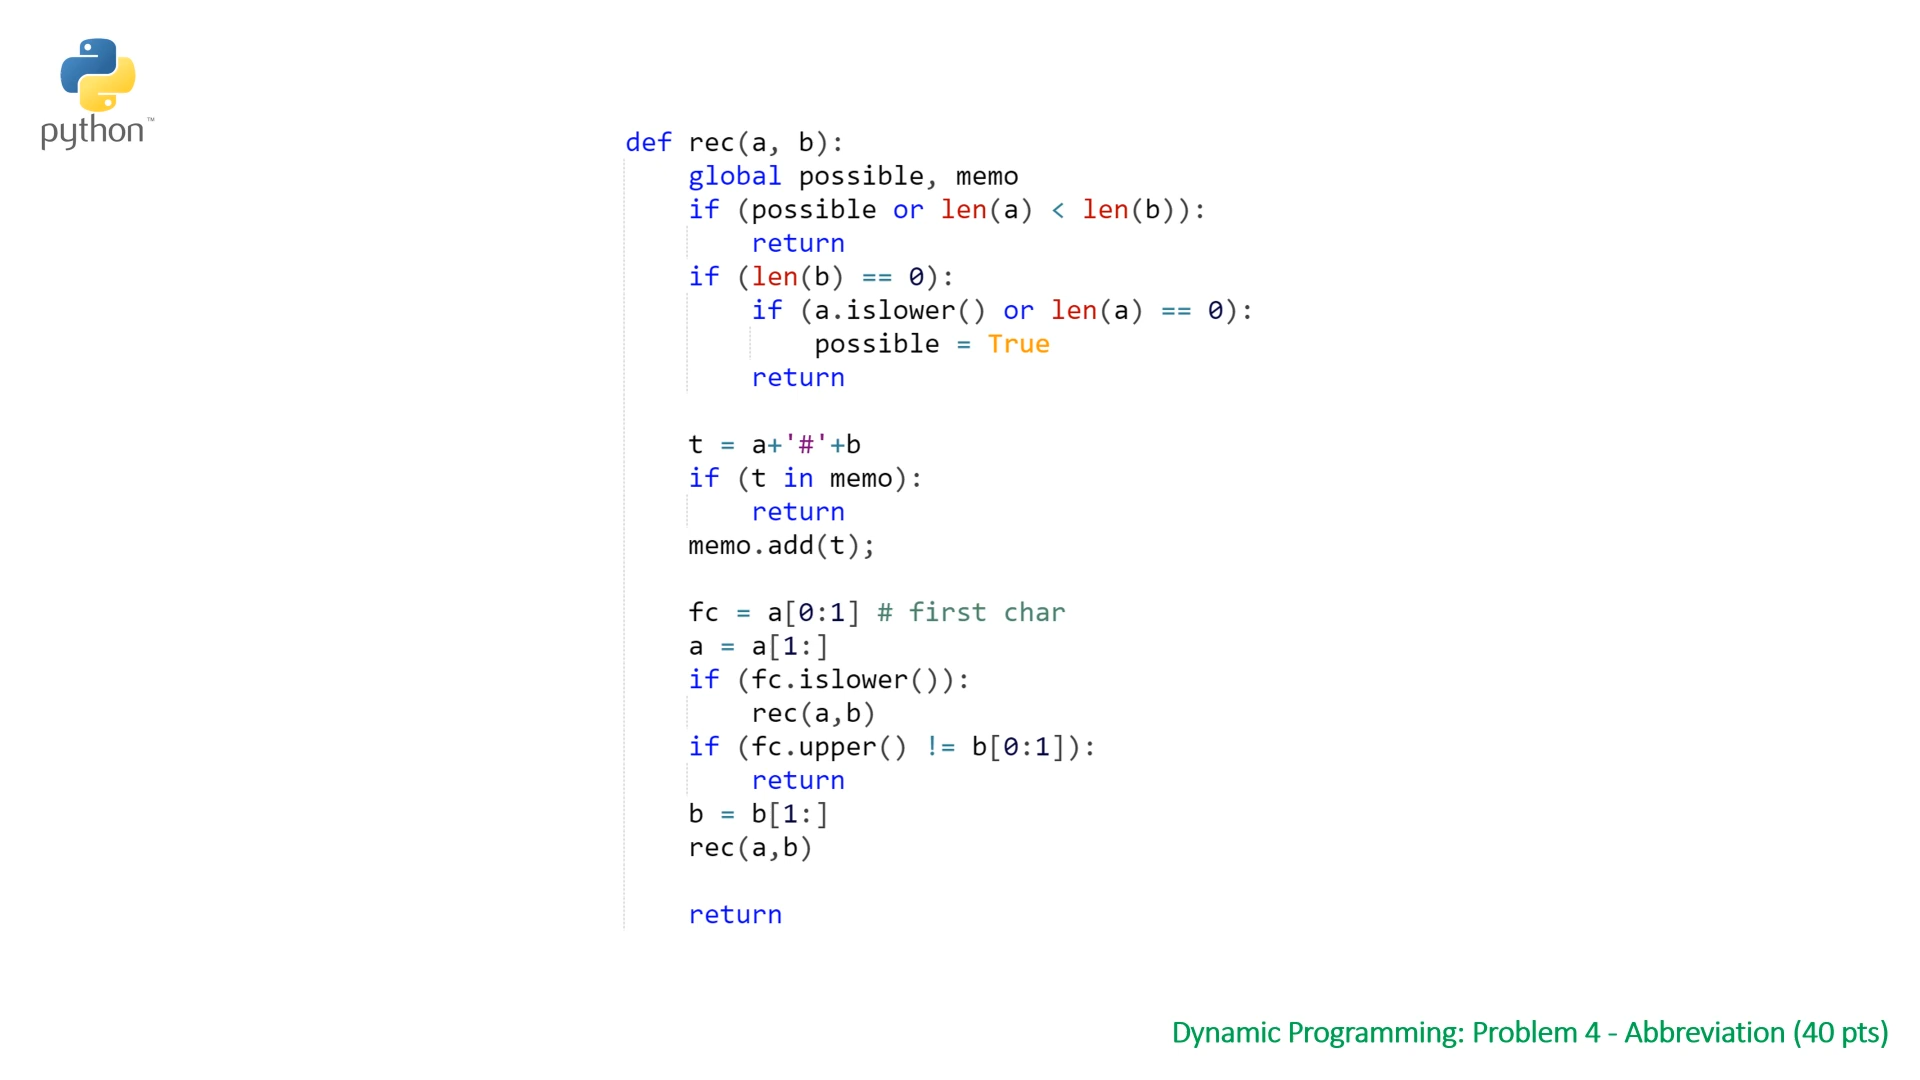 python™
def rec(a, b):
    global possible, memo
    if (possible or len(a) < len(b)):
        return
    if (len(b) == 0):
        if (a.islower() or len(a) == 0):
            possible = True
        return

    t = a+'#'+b
    if (t in memo):
        return
    memo.add(t);

    fc = a[0:1] # first char
    a = a[1:]
    if (fc.islower()):
        rec(a,b)
    if (fc.upper() != b[0:1]):
        return
    b = b[1:]
    rec(a,b)

    return
Dynamic Programming: Problem 4 - Abbreviation (40 pts)